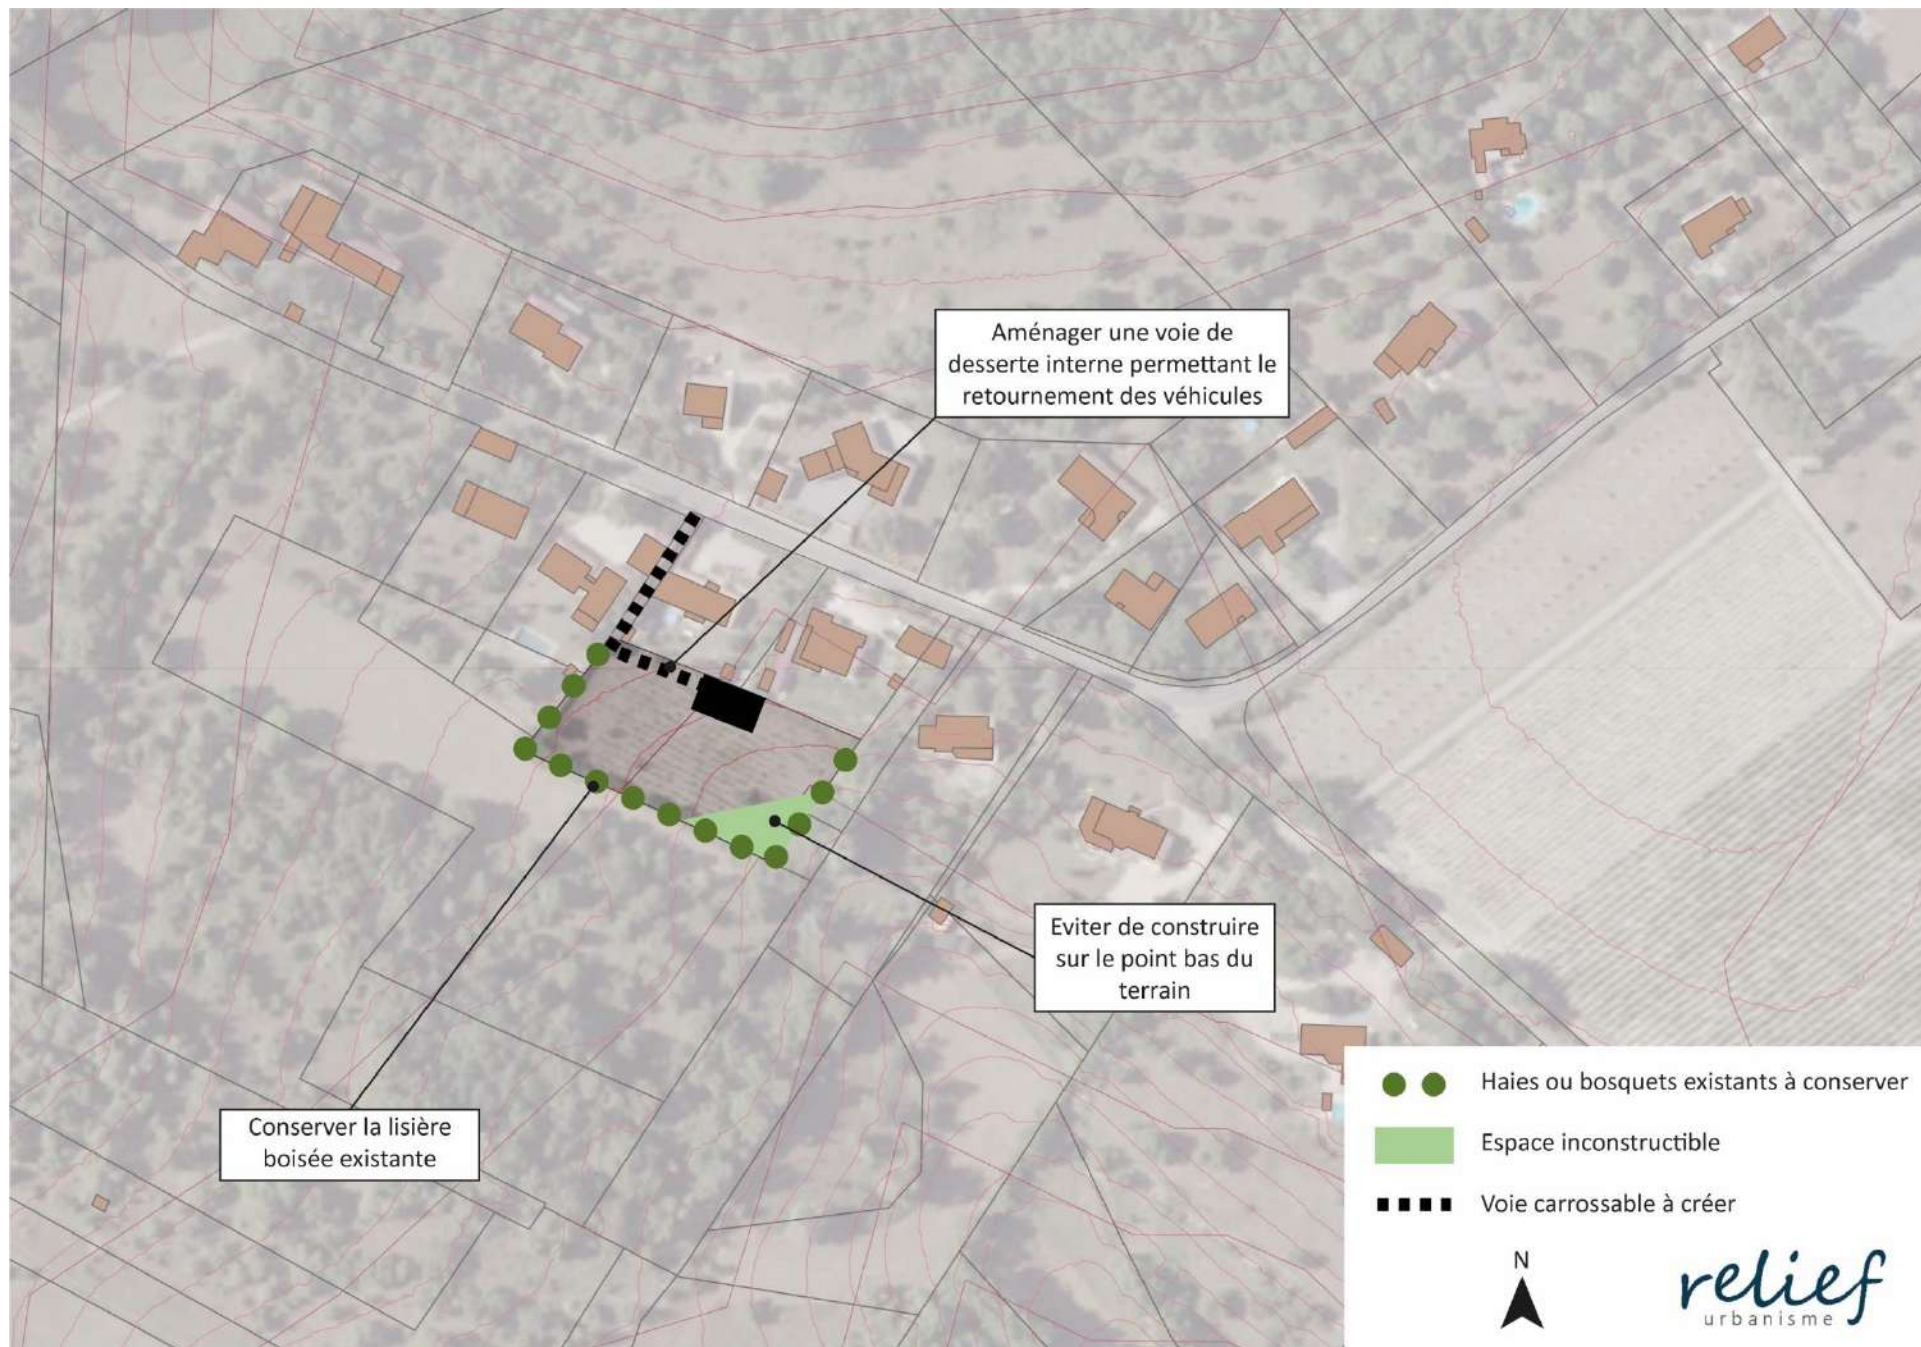 Aménager une voie de
desserte interne permettant le
retournement des véhicules
Eviter de construire
sur le point bas du
terrain
Conserver la lisière
boisée existante
Haies ou bosquets existants à conserver
Espace inconstructible
Voie carrossable à créer
N
relief
urbanisme